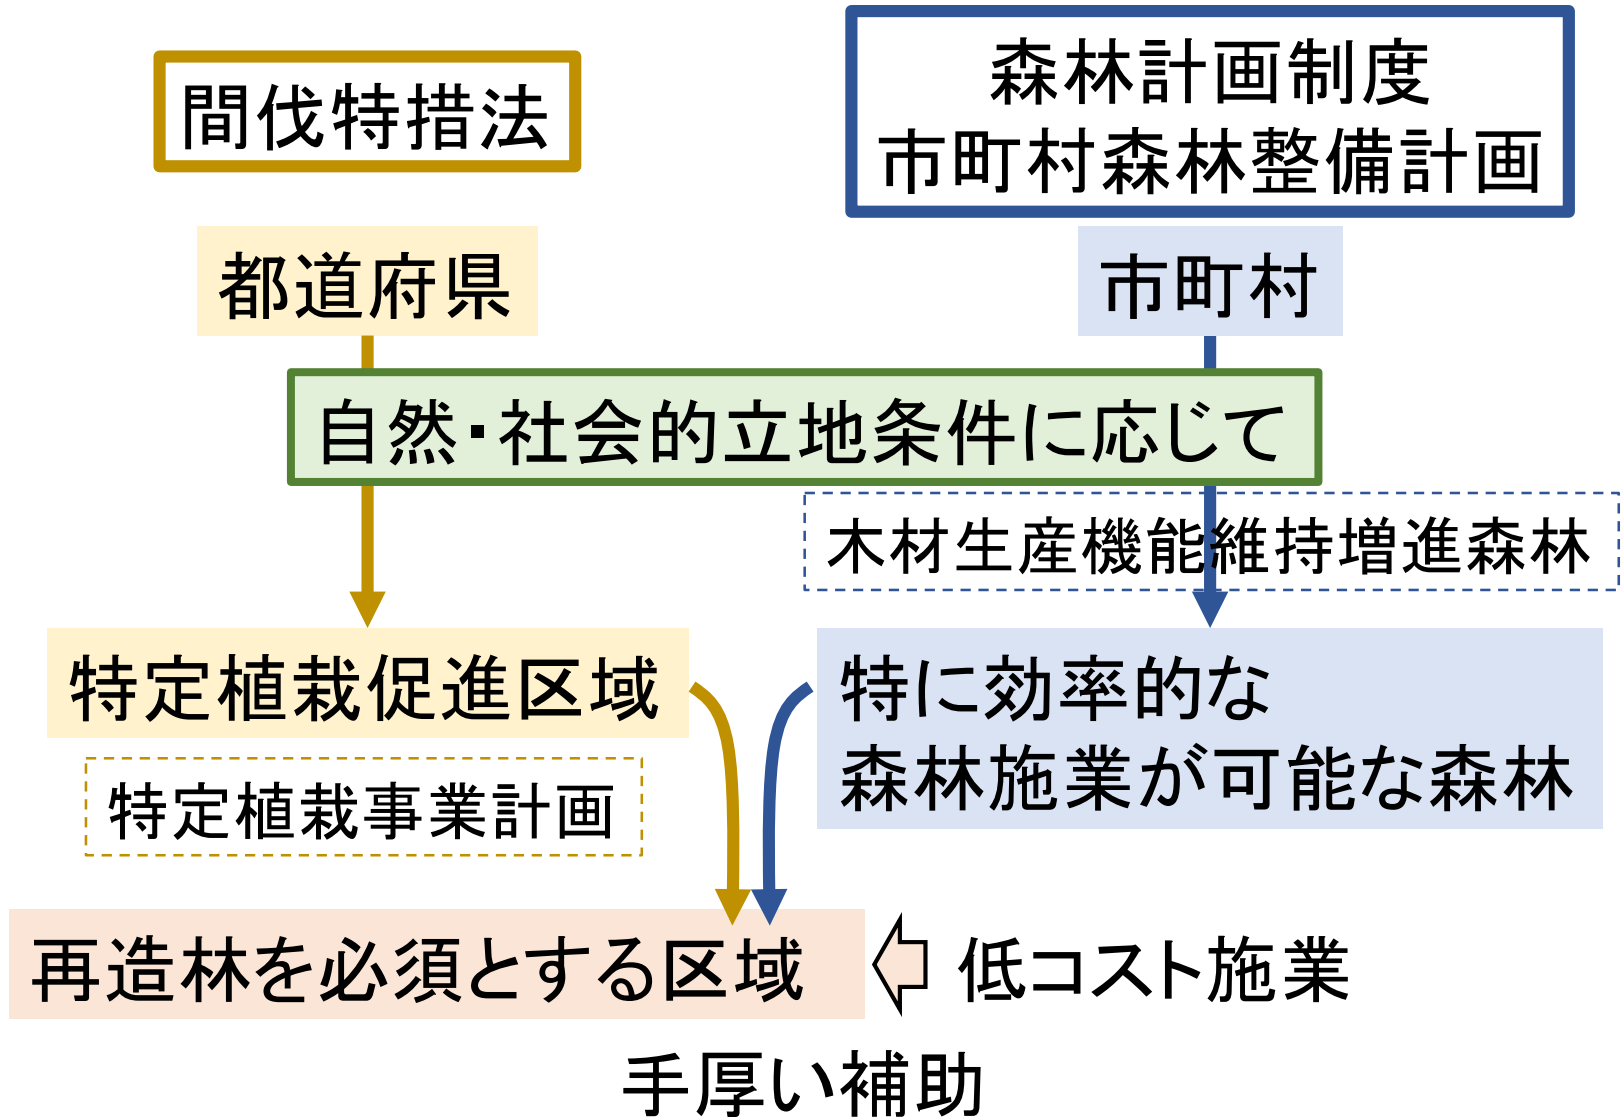 間伐特措法
森林計画制度
市町村森林整備計画
都道府県
市町村
自然・社会的立地条件に応じて
木材生産機能維持増進森林
特定植栽促進区域
特に効率的な
森林施業が可能な森林
特定植栽事業計画
再造林を必須とする区域
低コスト施業
手厚い補助